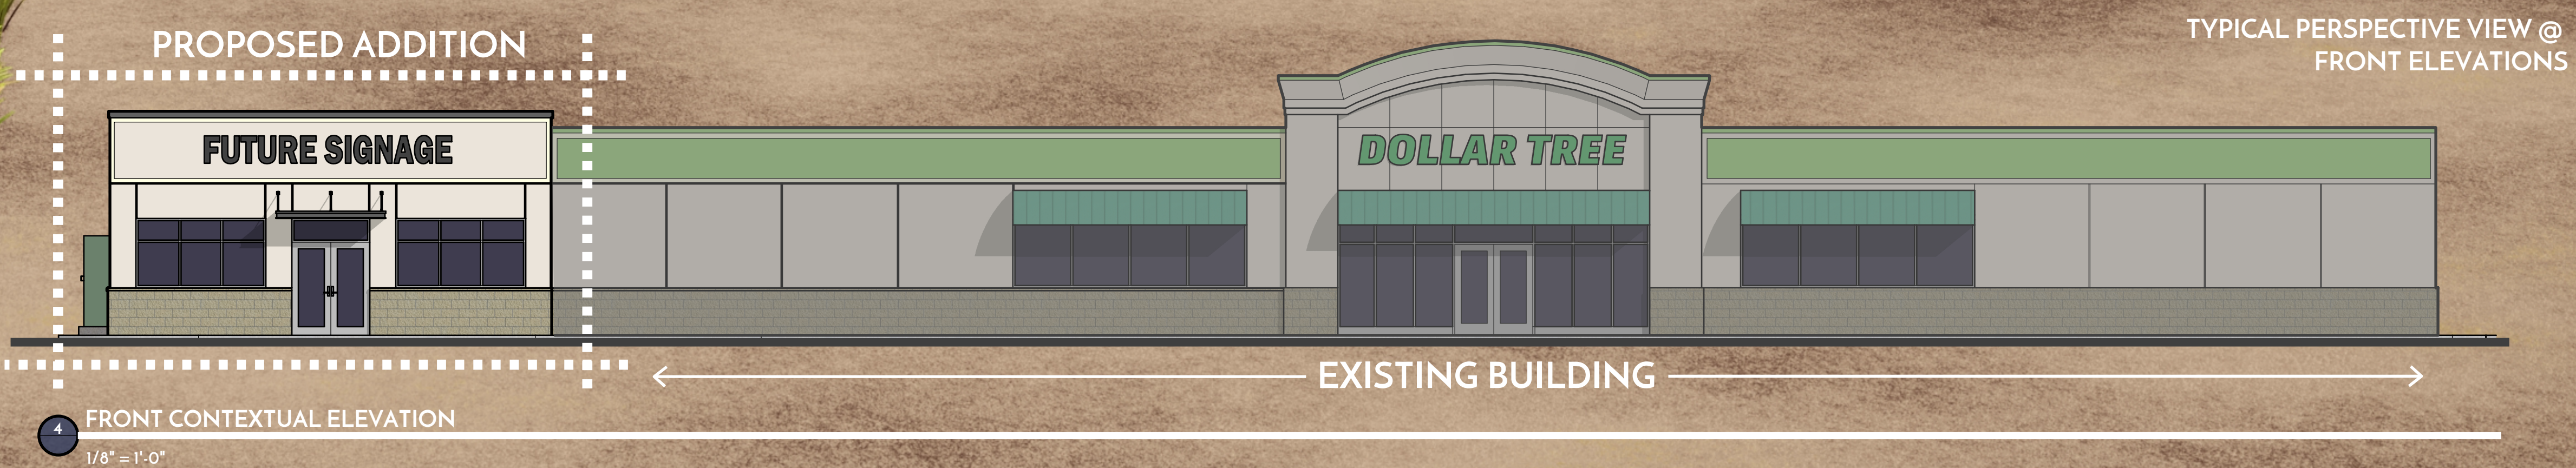 PROPOSED ADDITION
TYPICAL PERSPECTIVE VIEW @
FRONT ELEVATIONS
FUTURE SIGNAGE
DOLLAR TREE
EXISTING BUILDING
4
FRONT CONTEXTUAL ELEVATION
1/8" = 1'-0"